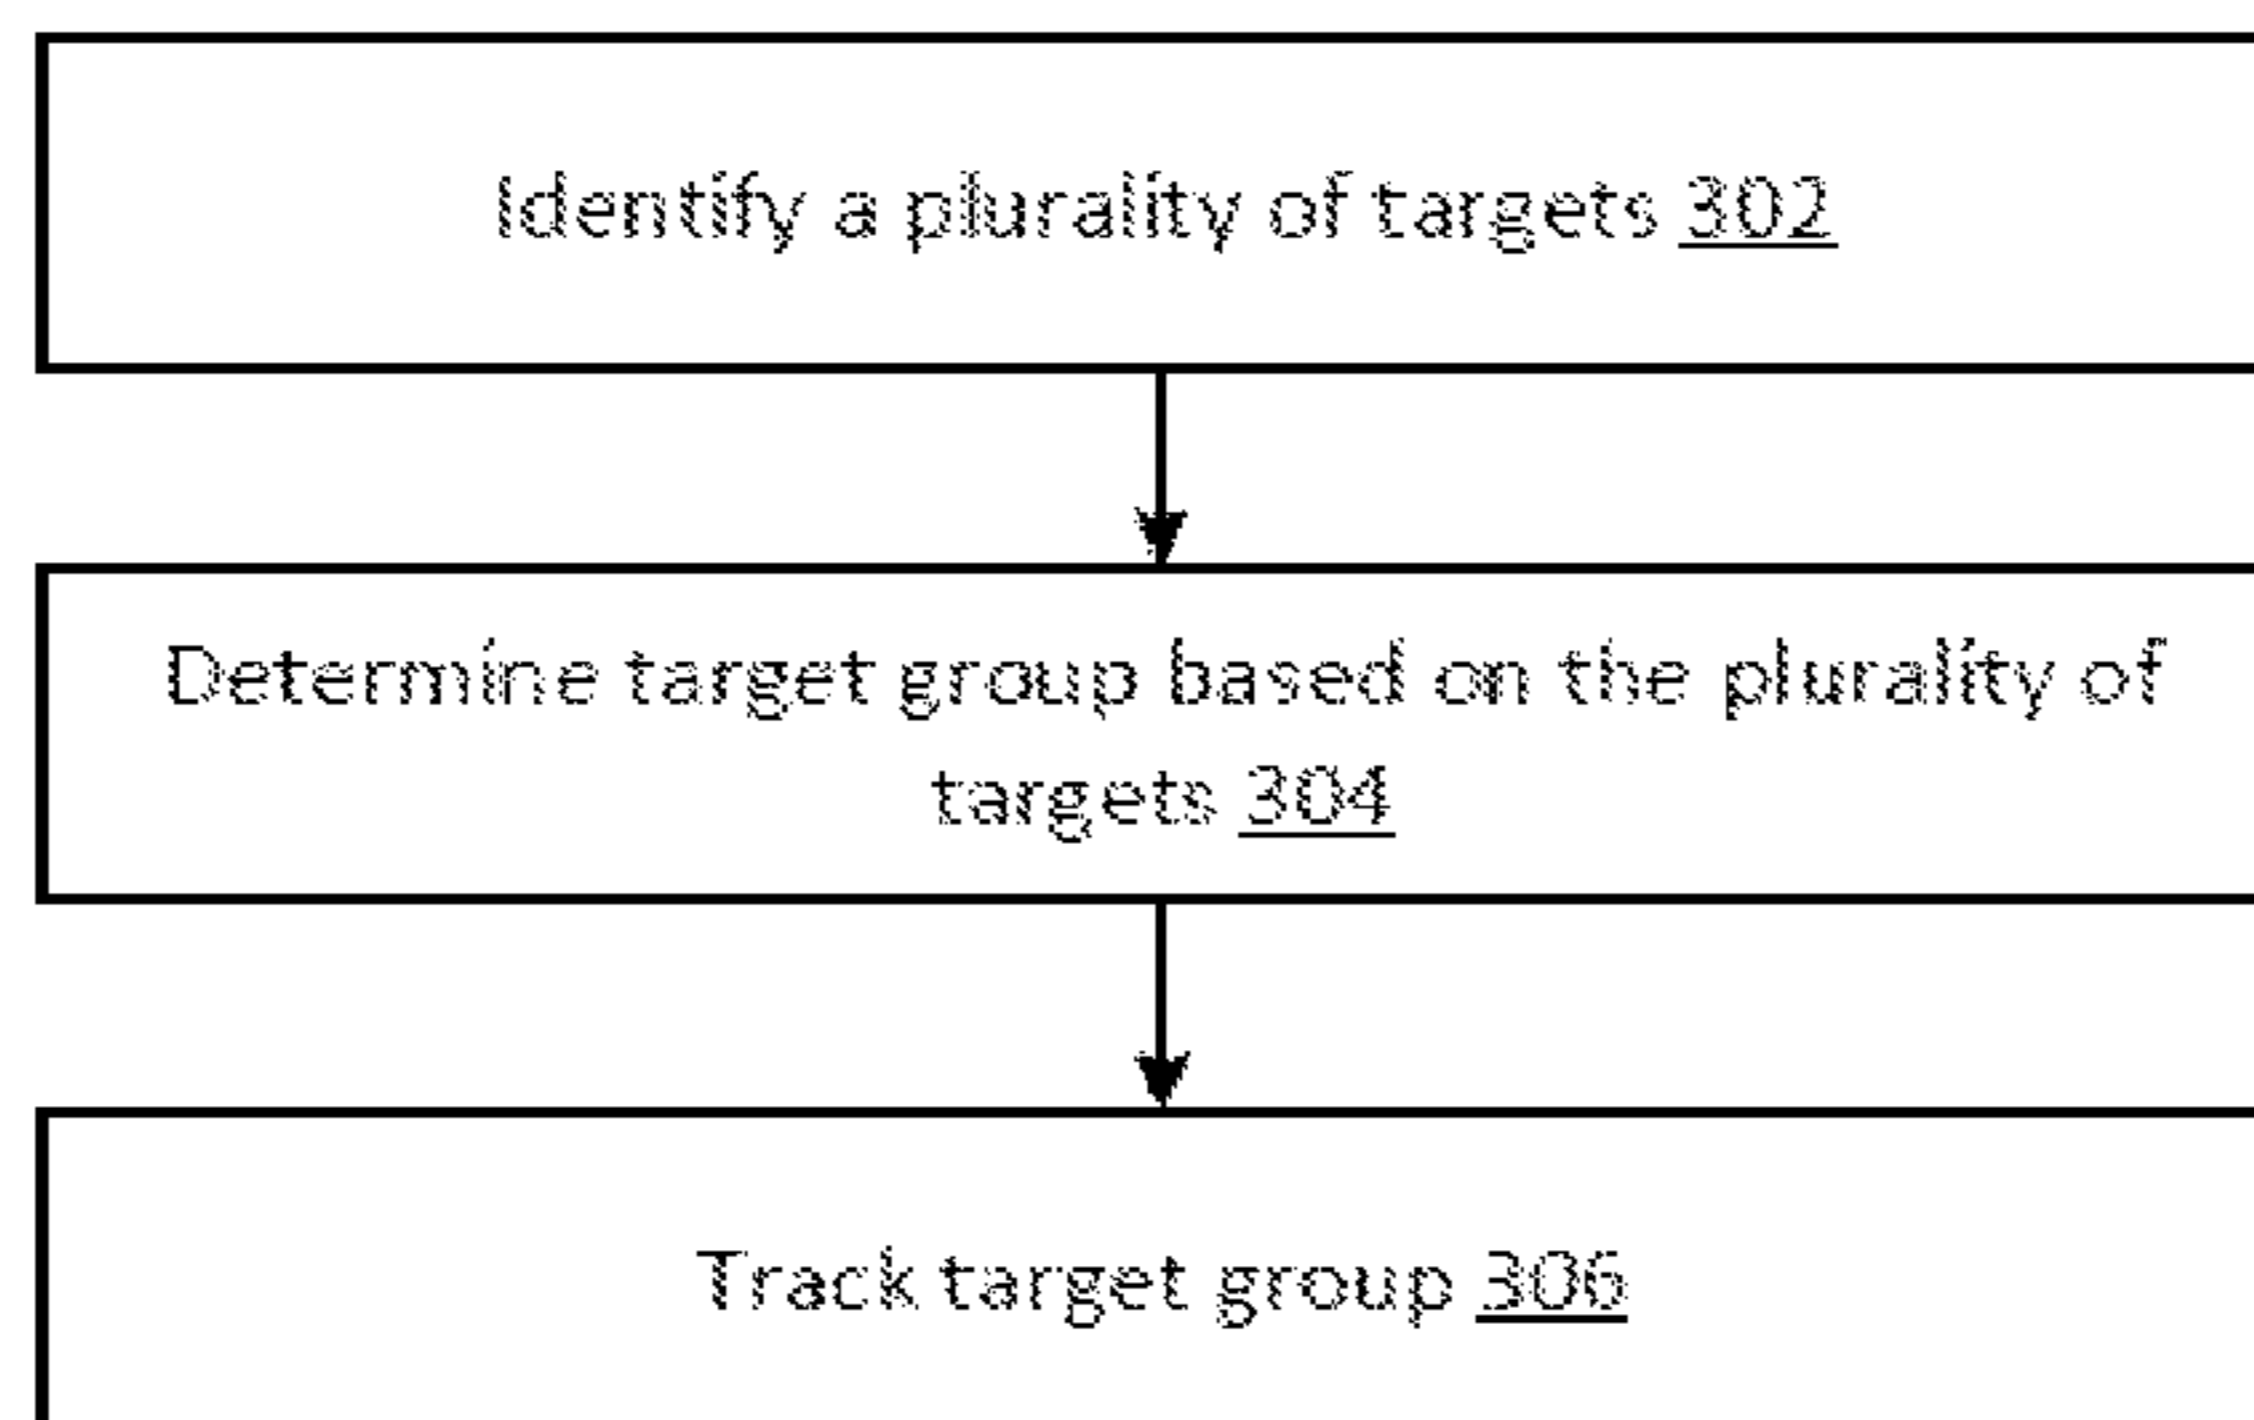 Identify a plurality of targets 302
Determine target group based on the plurality of
targets 304
Track target group 306